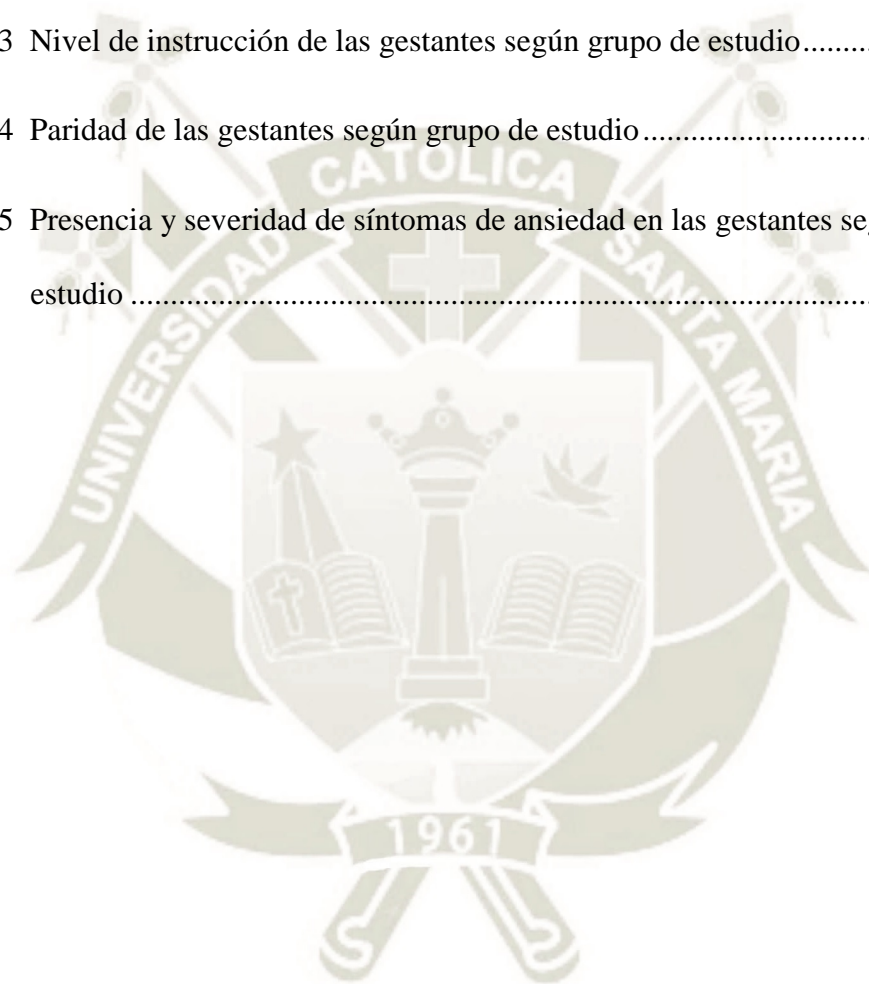 3 Nivel de instrucción de las gestantes según grupo de estudio.........
4 Paridad de las gestantes según grupo de estudio.............................
5 Presencia y severidad de síntomas de ansiedad en las gestantes
estudio ...............................................................................................
UNIVERSIDAD CATOLICA SANTA MARIA
1961